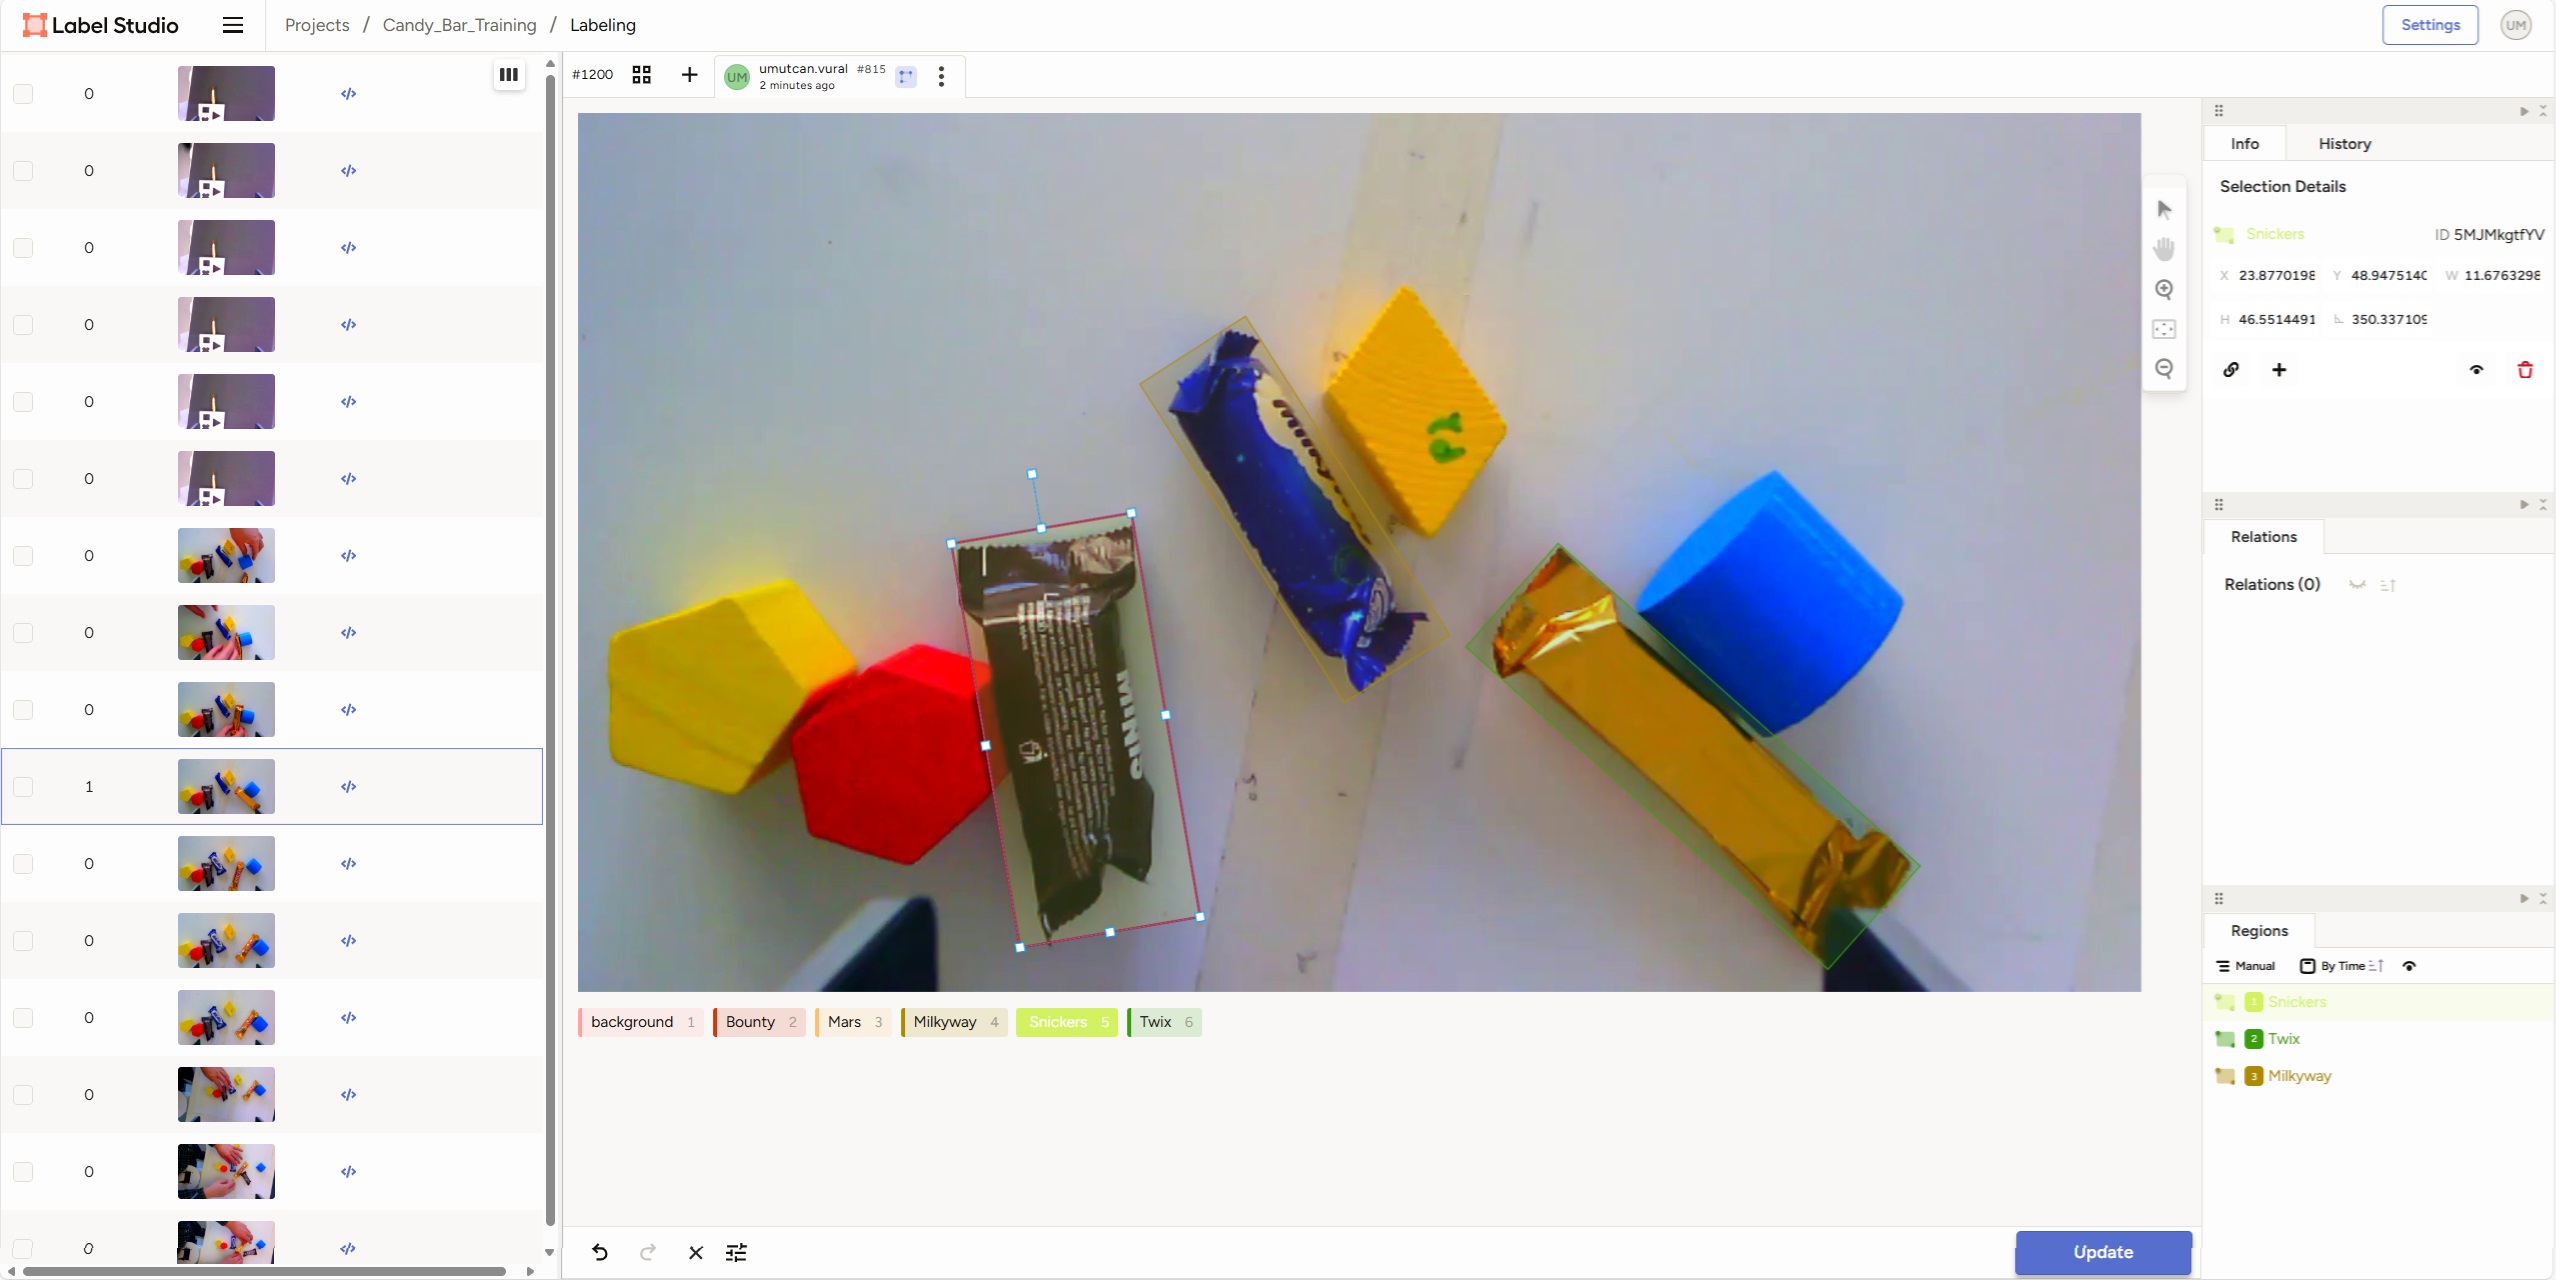 Label Studio
Projects / Candy_Bar_Training / Labeling
Settings
UM
#1200
UM
umutcan.vural #815
2 minutes ago
0
0
0
0
0
0
0
0
0
1
0
0
0
0
0
0
MINIS
background 1
Bounty 2
Mars 3
Milkyway 4
Snickers 5
Twix 6
Update
Info
History
Selection Details
Snickers
ID 5MJMkgtfYV
X 23.8770198
Y 48.947514
W 11.6763298
H 46.5514491
350.337109
Relations
Relations (0)
Regions
Manual
By Time
1 Snickers
2 Twix
3 Milkyway